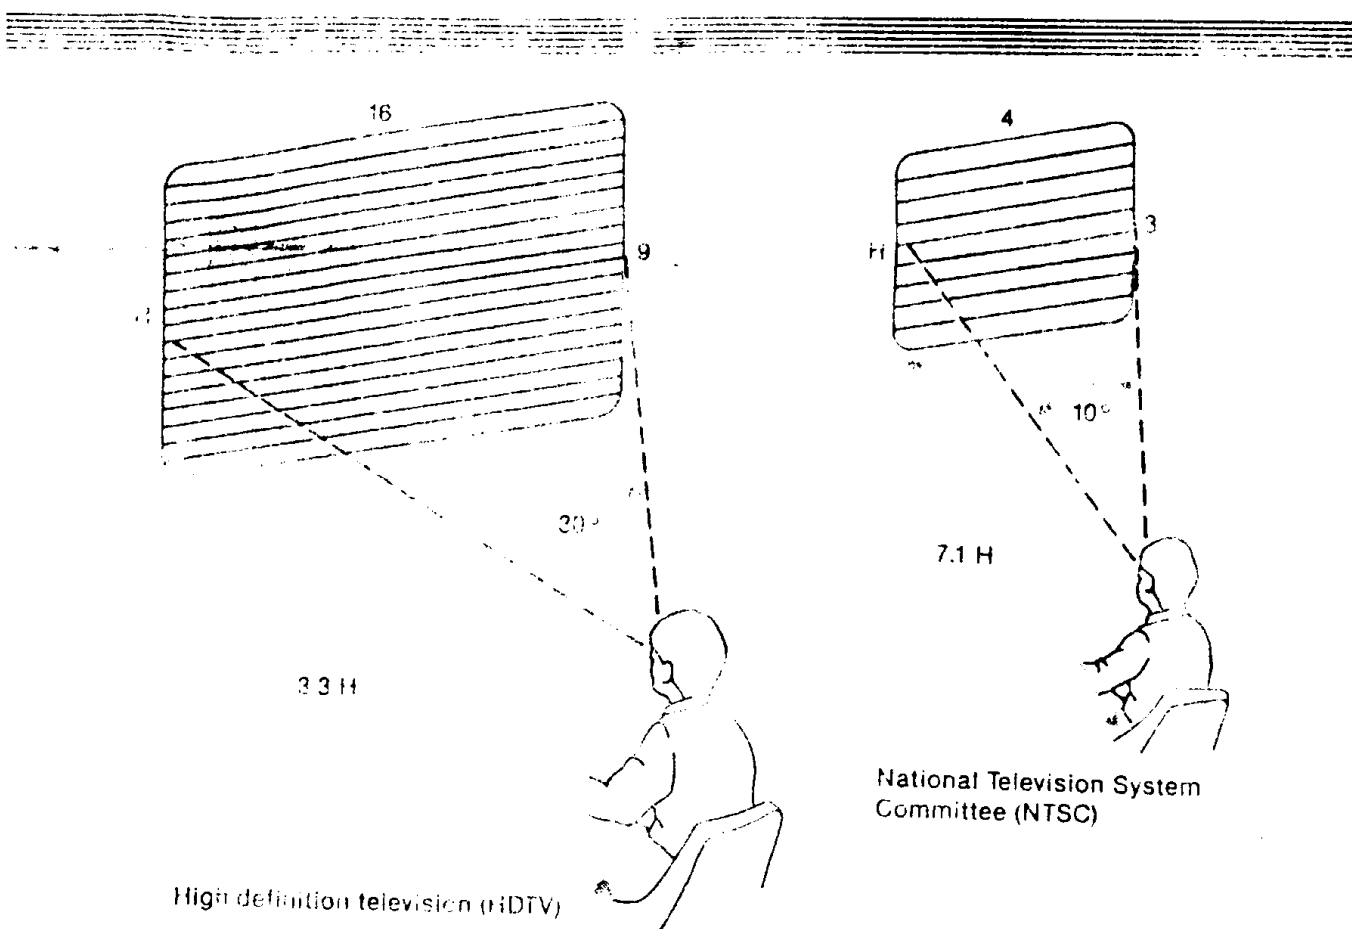 16
9
H
30°
3.3 H
High definition television (HDTV)
4
3
H
10°
7.1 H
National Television System
Committee (NTSC)